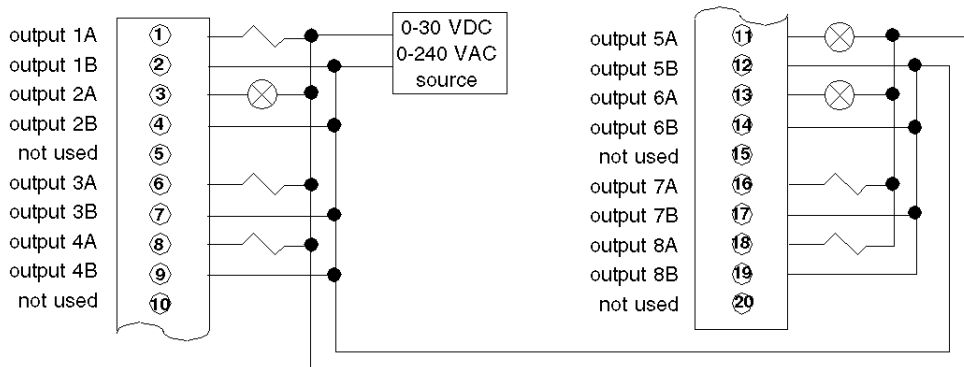 output 1A 1
output 1B 2
output 2A 3
output 2B 4
not used 5
output 3A 6
output 3B 7
output 4A 8
output 4B 9
not used 10
0-30 VDC
0-240 VAC
source
output 5A 11
output 5B 12
output 6A 13
output 6B 14
not used 15
output 7A 16
output 7B 17
output 8A 18
output 8B 19
not used 20